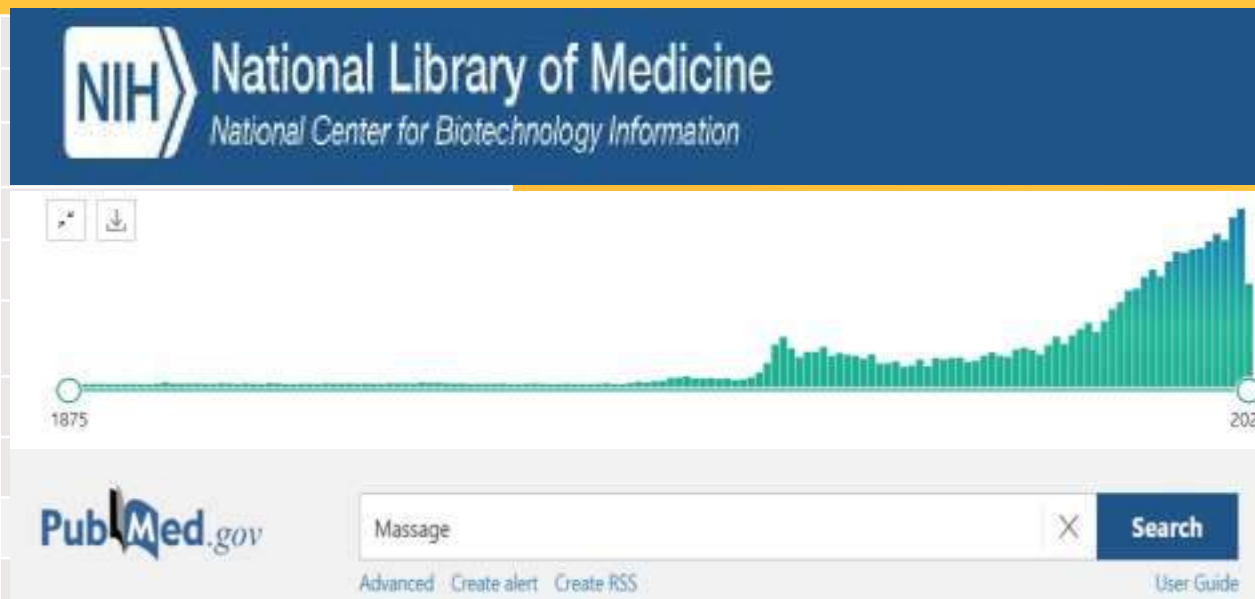 NIH National Library of Medicine
National Center for Biotechnology Information
1875
202
PubMed.gov
Massage
X
Search
Advanced Create alert Create RSS
User Guide